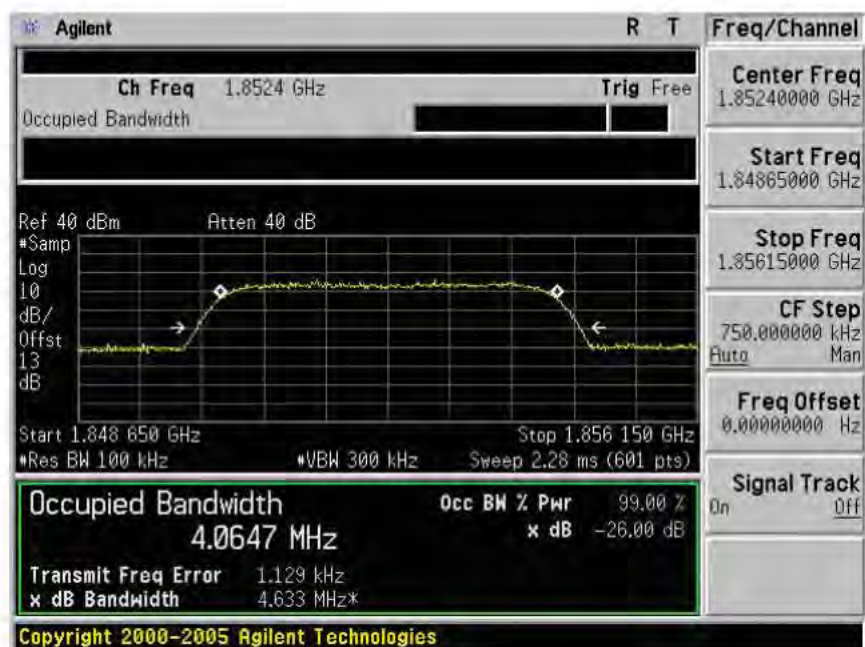 Agilent R T
Ch Freq 1.8524 GHz Trig Free
Occupied Bandwidth
Ref 40 dBm Atten 40 dB
#Samp
Log
10
dB/
Offst
13
dB
Start 1.848 650 GHz Stop 1.856 150 GHz
#Res BW 100 kHz #VBW 300 kHz Sweep 2.28 ms (601 pts)
Occupied Bandwidth
4.0647 MHz
Occ BW % Pwr 99.00 %
x dB -26.00 dB
Transmit Freq Error 1.129 kHz
x dB Bandwidth 4.633 MHz*
Copyright 2000-2005 Agilent Technologies
Freq/Channel
Center Freq
1.85240000 GHz
Start Freq
1.84865000 GHz
Stop Freq
1.85615000 GHz
CF Step
750.000000 kHz
Auto Man
Freq Offset
0.00000000 Hz
Signal Track
On Off